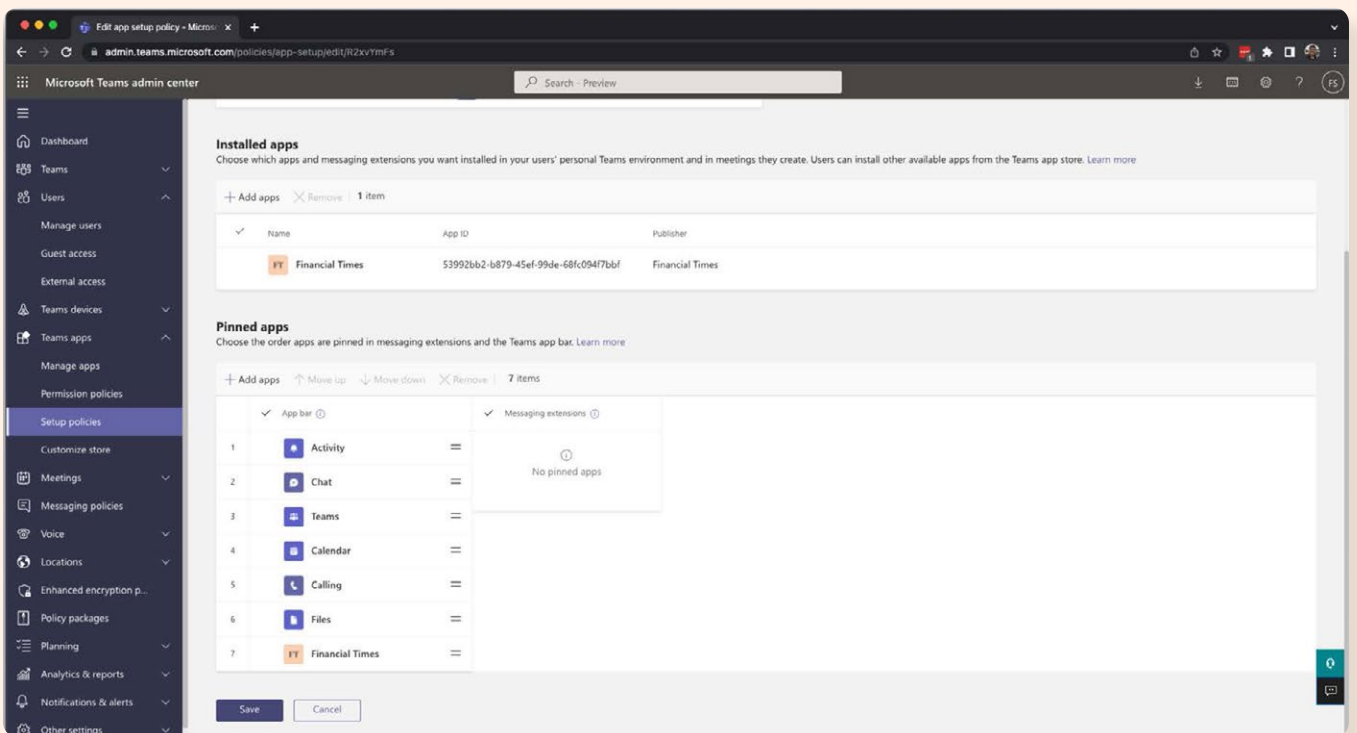 Edit app setup policy - Micros
admin.teams.microsoft.com/policies/app-setup/edit/R2xvYmFs
Microsoft Teams admin center
Search - Preview
FS
Dashboard
Teams
Users
Manage users
Guest access
External access
Teams devices
Teams apps
Manage apps
Permission policies
Setup policies
Customize store
Meetings
Messaging policies
Voice
Locations
Enhanced encryption p...
Policy packages
Planning
Analytics & reports
Notifications & alerts
Other settings
Installed apps
Choose which apps and messaging extensions you want installed in your users' personal Teams environment and in meetings they create. Users can install other available apps from the Teams app store. Learn more
Add apps Remove 1 item
Name App ID Publisher
FT Financial Times 53992bb2-b879-45ef-99de-68fc094f7bbf Financial Times
Pinned apps
Choose the order apps are pinned in messaging extensions and the Teams app bar. Learn more
Add apps Move up Move down Remove 7 items
App bar Messaging extensions
1 Activity
No pinned apps
2 Chat
3 Teams
4 Calendar
5 Calling
6 Files
7 FT Financial Times
Save Cancel